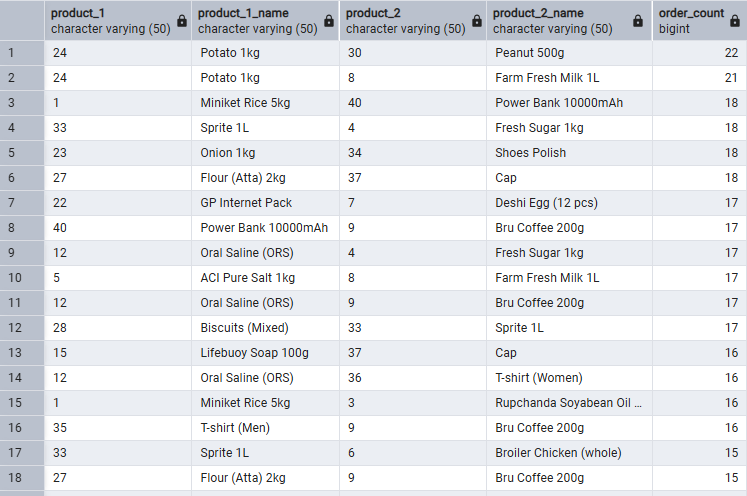 product_1 product_1_name product_2 product_2_name order_count
character varying (50) character varying (50) character varying (50) character varying (50) bigint
1 24 Potato 1kg 30 Peanut 500g 22
2 24 Potato 1kg 8 Farm Fresh Milk 1L 21
3 1 Miniket Rice 5kg 40 Power Bank 10000mAh 18
4 33 Sprite 1L 4 Fresh Sugar 1kg 18
5 23 Onion 1kg 34 Shoes Polish 18
6 27 Flour (Atta) 2kg 37 Cap 18
7 22 GP Internet Pack 7 Deshi Egg (12 pcs) 17
8 40 Power Bank 10000mAh 9 Bru Coffee 200g 17
9 12 Oral Saline (ORS) 4 Fresh Sugar 1kg 17
10 5 ACI Pure Salt 1kg 8 Farm Fresh Milk 1L 17
11 12 Oral Saline (ORS) 9 Bru Coffee 200g 17
12 28 Biscuits (Mixed) 33 Sprite 1L 17
13 15 Lifebuoy Soap 100g 37 Cap 16
14 12 Oral Saline (ORS) 36 T-shirt (Women) 16
15 1 Miniket Rice 5kg 3 Rupchanda Soyabean Oil ... 16
16 35 T-shirt (Men) 9 Bru Coffee 200g 16
17 33 Sprite 1L 6 Broiler Chicken (whole) 15
18 27 Flour (Atta) 2kg 9 Bru Coffee 200g 15